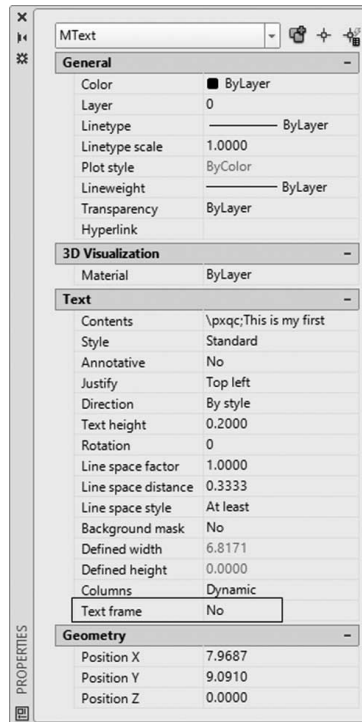 MText
General
Color ByLayer
Layer 0
Linetype ByLayer
Linetype scale 1.0000
Plot style ByColor
Lineweight ByLayer
Transparency ByLayer
Hyperlink
3D Visualization
Material ByLayer
Text
Contents \pxqc;This is my first
Style Standard
Annotative No
Justify Top left
Direction By style
Text height 0.2000
Rotation 0
Line space factor 1.0000
Line space distance 0.3333
Line space style At least
Background mask No
Defined width 6.8171
Defined height 0.0000
Columns Dynamic
Text frame No
Geometry
Position X 7.9687
Position Y 9.0910
Position Z 0.0000
PROPERTIES